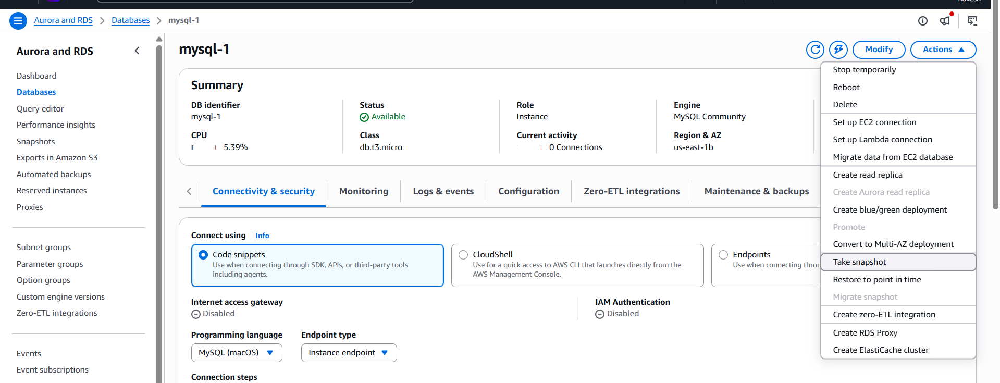 Aurora and RDS > Databases > mysql-1
Aurora and RDS
Dashboard
Databases
Query editor
Performance insights
Snapshots
Exports in Amazon S3
Automated backups
Reserved instances
Proxies
Subnet groups
Parameter groups
Option groups
Custom engine versions
Zero-ETL integrations
Events
Event subscriptions
mysql-1
Modify
Actions
Summary
DB identifier
mysql-1
Status
Available
Role
Instance
Engine
MySQL Community
CPU
5.39%
Class
db.t3.micro
Current activity
0 Connections
Region & AZ
us-east-1b
Connectivity & security
Monitoring
Logs & events
Configuration
Zero-ETL integrations
Maintenance & backups
Connect using
Info
Code snippets
Use when connecting through SDK, APIs, or third-party tools
including agents.
CloudShell
Use for a quick access to AWS CLI that launches directly from the
AWS Management Console.
Endpoints
Use when connecting
Internet access gateway
Disabled
IAM Authentication
Disabled
Programming language
MySQL (macOS)
Endpoint type
Instance endpoint
Connection steps
Stop temporarily
Reboot
Delete
Set up EC2 connection
Set up Lambda connection
Migrate data from EC2 database
Create read replica
Create Aurora read replica
Create blue/green deployment
Promote
Convert to Multi-AZ deployment
Take snapshot
Restore to point in time
Migrate snapshot
Create zero-ETL integration
Create RDS Proxy
Create ElastiCache cluster